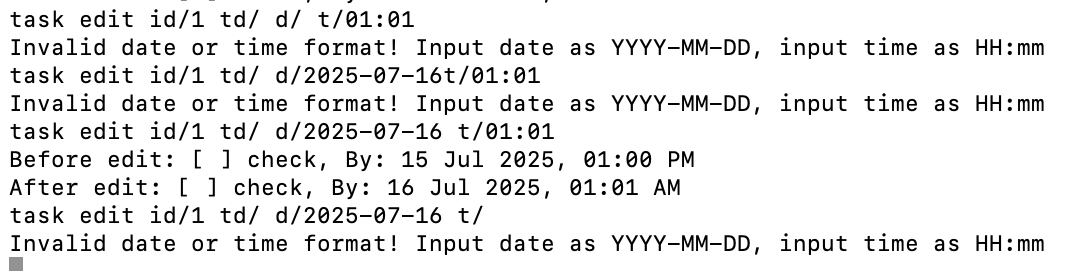 task edit id/1 td/ d/ t/01:01
Invalid date or time format! Input date as YYYY-MM-DD, input time as HH:mm
task edit id/1 td/ d/2025-07-16t/01:01
Invalid date or time format! Input date as YYYY-MM-DD, input time as HH:mm
task edit id/1 td/ d/2025-07-16 t/01:01
Before edit: [ ] check, By: 15 Jul 2025, 01:00 PM
After edit: [ ] check, By: 16 Jul 2025, 01:01 AM
task edit id/1 td/ d/2025-07-16 t/
Invalid date or time format! Input date as YYYY-MM-DD, input time as HH:mm